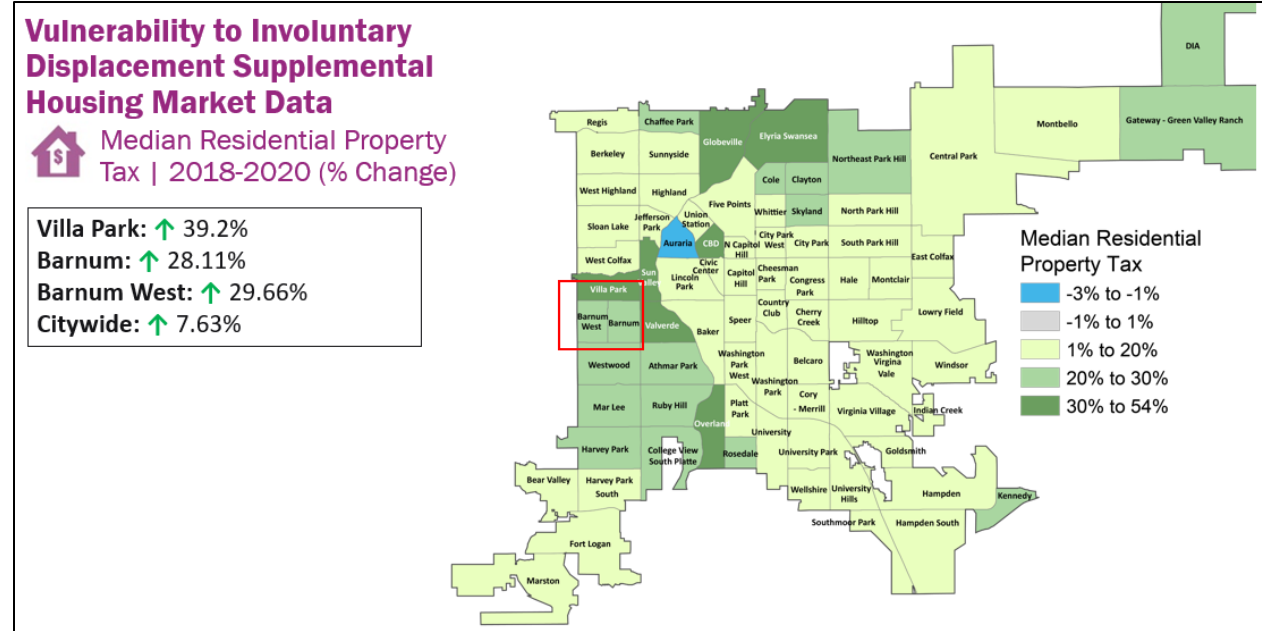 Vulnerability to Involuntary
Displacement Supplemental
Housing Market Data
$
Median Residential Property
Tax | 2018-2020 (% Change)
Villa Park: ↑ 39.2%
Barnum: ↑ 28.11%
Barnum West: ↑ 29.66%
Citywide: ↑ 7.63%
DIA
Regis
Chaffee Park
Globeville
Elyria Swansea
Montbello
Gateway - Green Valley Ranch
Berkeley
Sunnyside
Northeast Park Hill
Central Park
West Highland
Highland
Cole
Clayton
Five Points
Whittier
Skyland
North Park Hill
Sloan Lake
Jefferson
Park
Union
Station
Auraria
CBD
N Capitol
Hill
City Park
West
City Park
South Park Hill
East Colfax
West Colfax
Sun
Valley
Lincoln
Park
Civic
Center
Capitol
Hill
Cheesman
Park
Congress
Park
Hale
Montclair
Villa Park
Barnum
West
Barnum
Valverde
Baker
Speer
Country
Club
Cherry
Creek
Hilltop
Lowry Field
Westwood
Athmar Park
Washington
Park
West
Washington
Park
Belcaro
Washington
Virgina
Vale
Windsor
Mar Lee
Ruby Hill
Overland
Platt
Park
Cory
- Merrill
Virginia Village
Indian Creek
Harvey Park
College View
South Platte
Rosedale
University
University Park
Goldsmith
Bear Valley
Harvey Park
South
Wellshire
University
Hills
Hampden
Kennedy
Southmoor Park
Hampden South
Fort Logan
Marston
Median Residential
Property Tax
-3% to -1%
-1% to 1%
1% to 20%
20% to 30%
30% to 54%